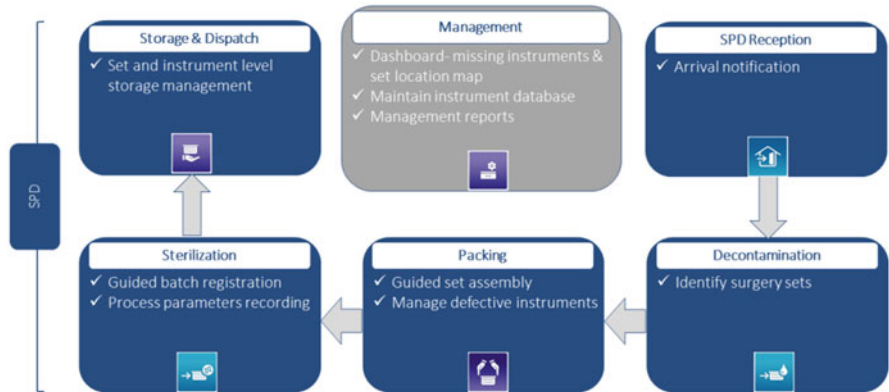 Storage & Dispatch
✓ Set and instrument level
storage management
Management
✓ Dashboard- missing instruments &
set location map
✓ Maintain instrument database
✓ Management reports
SPD Reception
✓ Arrival notification
SPD
Sterilization
✓ Guided batch registration
✓ Process parameters recording
Packing
✓ Guided set assembly
✓ Manage defective instruments
Decontamination
✓ Identify surgery sets